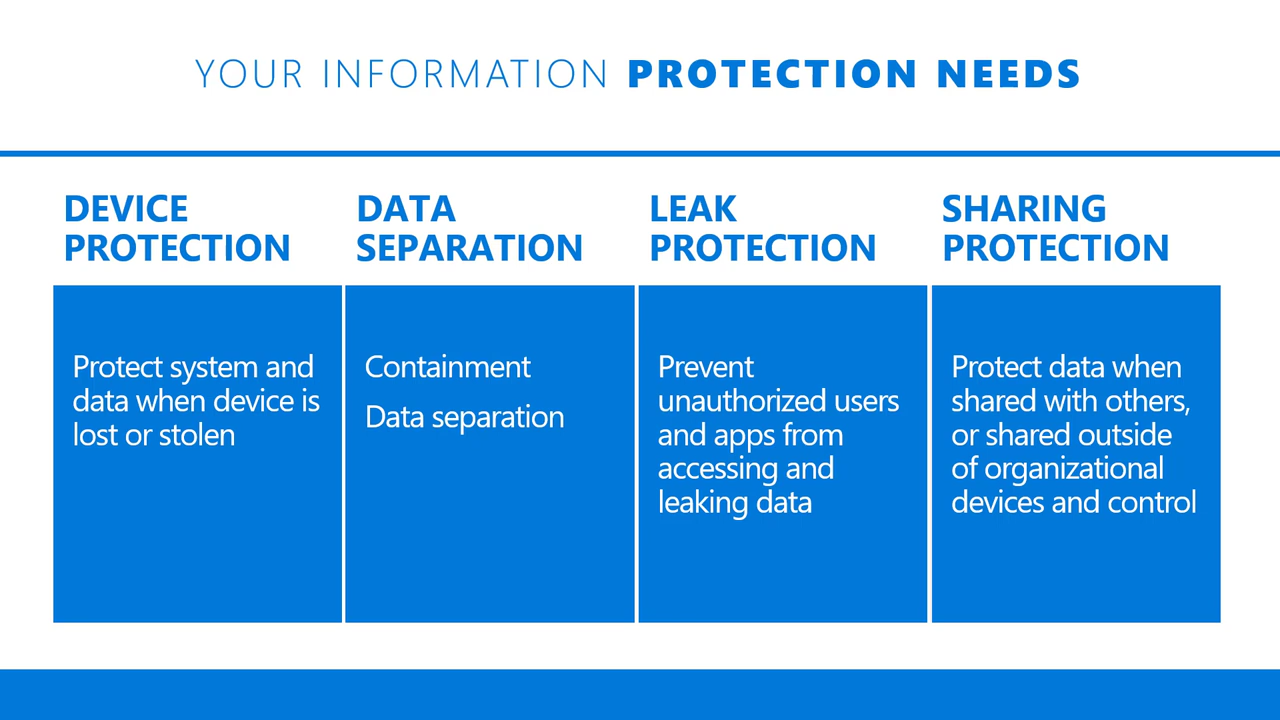 YOUR INFORMATION PROTECTION NEEDS
DEVICE
PROTECTION
Protect system and
data when device is
lost or stolen
DATA
SEPARATION
Containment
Data separation
LEAK
PROTECTION
Prevent
unauthorized users
and apps from
accessing and
leaking data
SHARING
PROTECTION
Protect data when
shared with others,
or shared outside
of organizational
devices and control